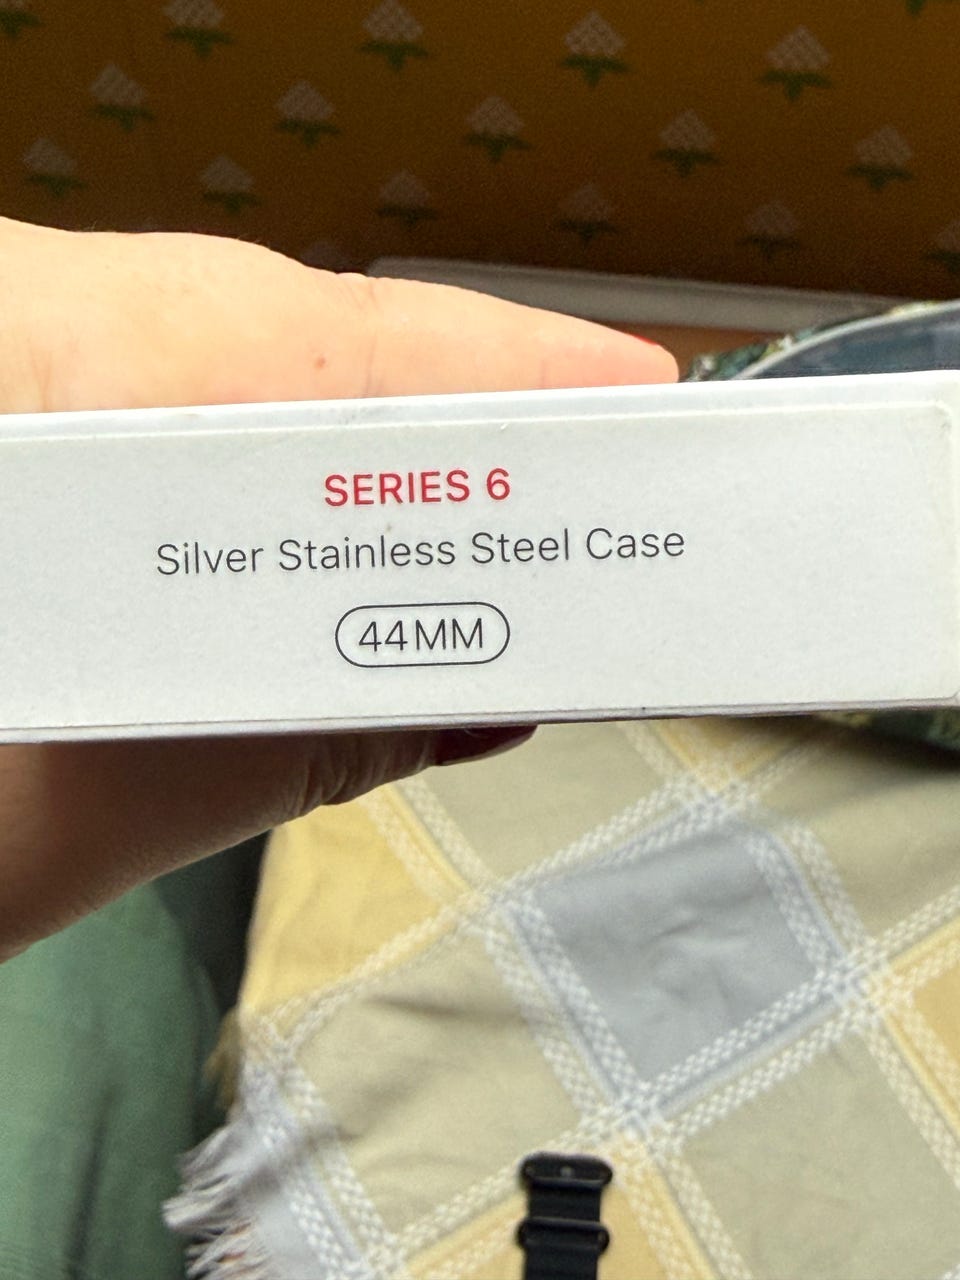 SERIES 6
Silver Stainless Steel Case
44MM